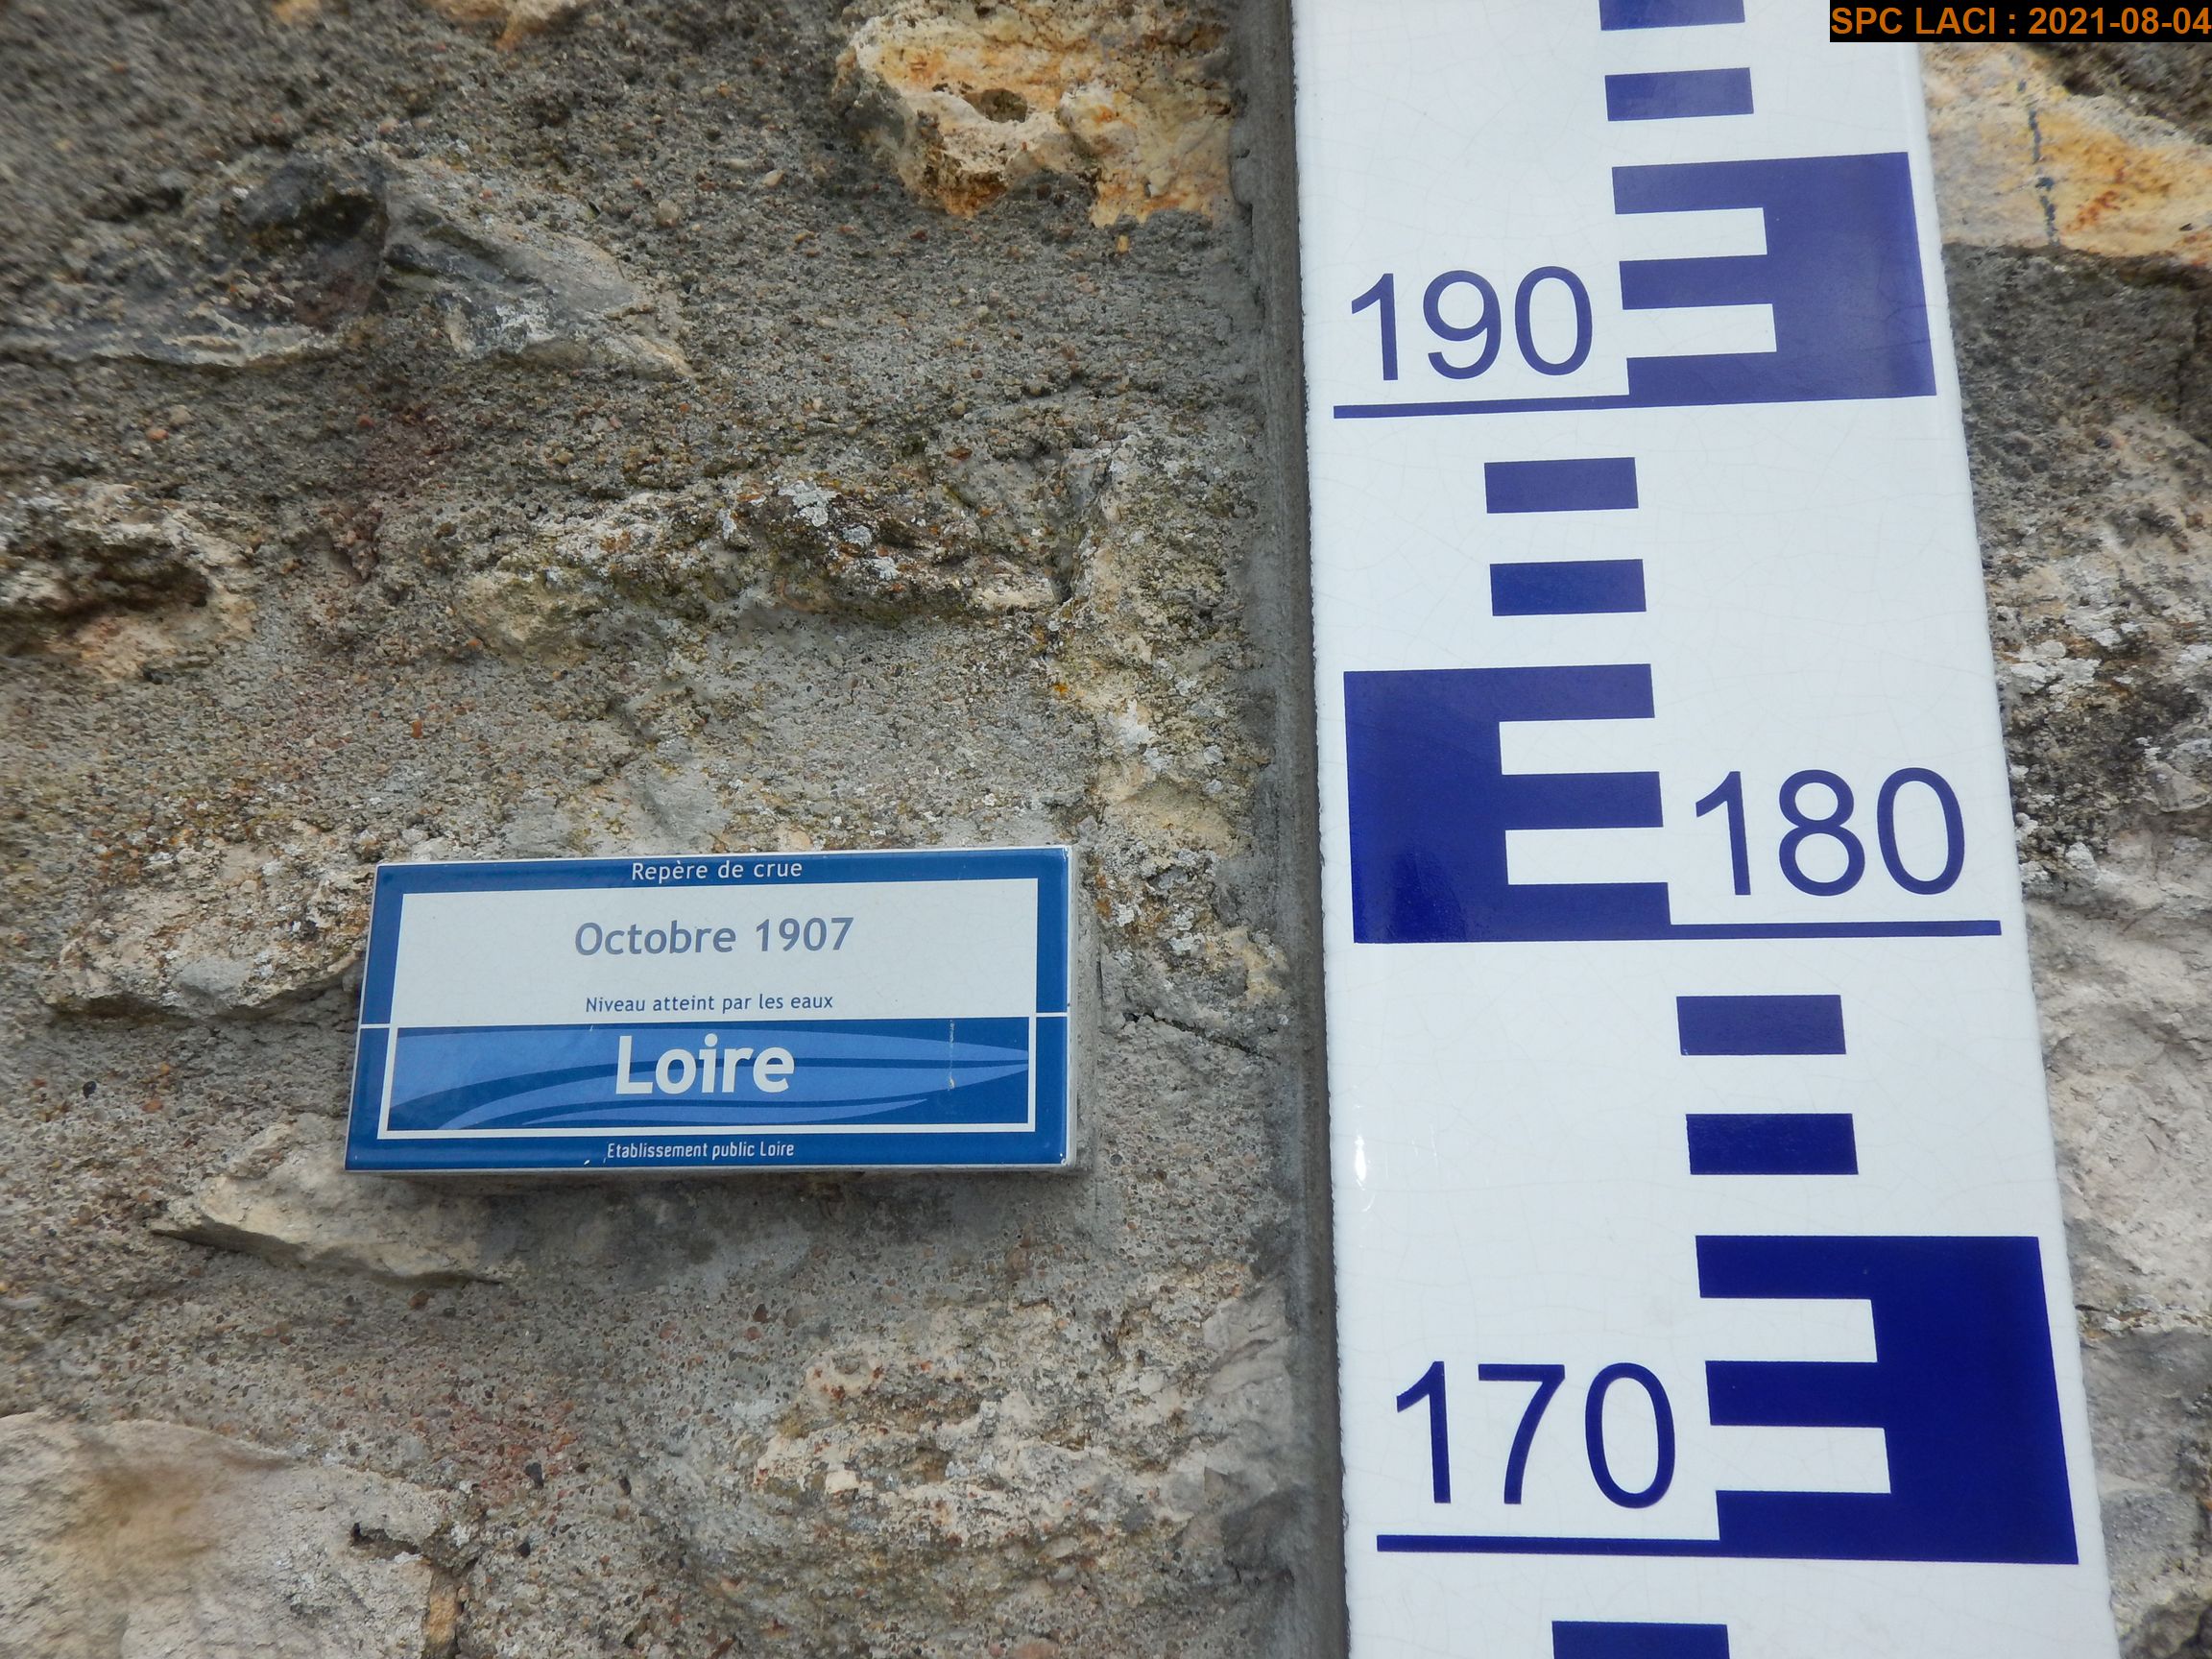 SPC LACI : 2021-08-04
190
180
Repère de crue
Octobre 1907
Niveau atteint par les eaux
Loire
Etablissement public Loire
170